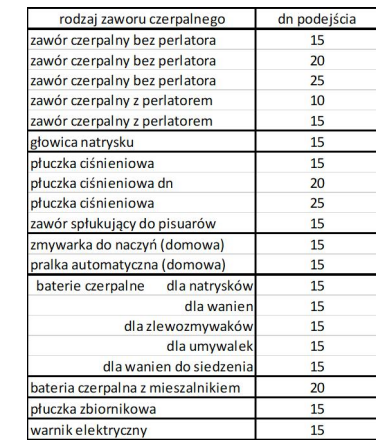 rodzaj zaworu czerpalnego dn podejścia
zawór czerpalny bez perlatora 15
zawór czerpalny bez perlatora 20
zawór czerpalny bez perlatora 25
zawór czerpalny z perlatorem 10
zawór czerpalny z perlatorem 15
głowica natrysku 15
płuczka ciśnieniowa 15
płuczka ciśnieniowa dn 20
płuczka ciśnieniowa 25
zawór spłukujący do pisuarów 15
zmywarka do naczyń (domowa) 15
pralka automatyczna (domowa) 15
baterie czerpalne dla natrysków 15
dla wanien 15
dla zlewozmywaków 15
dla umywalek 15
dla wanien do siedzenia 15
bateria czerpalna z mieszalnikiem 20
płuczka zbiornikowa 15
warnik elektryczny 15